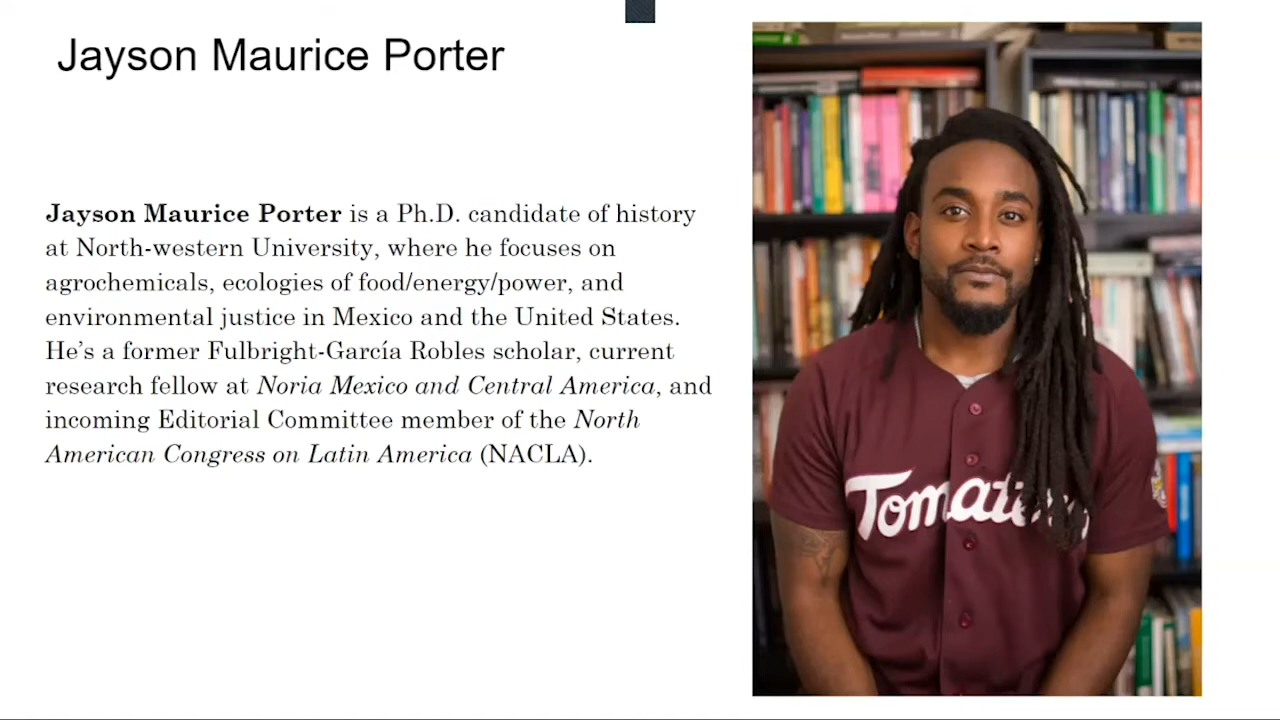 Jayson Maurice Porter
Jayson Maurice Porter is a Ph.D. candidate of history
at North-western University, where he focuses on
agrochemicals, ecologies of food/energy/power, and
environmental justice in Mexico and the United States.
He's a former Fulbright-García Robles scholar, current
research fellow at Noria Mexico and Central America, and
incoming Editorial Committee member of the North
American Congress on Latin America (NACLA).